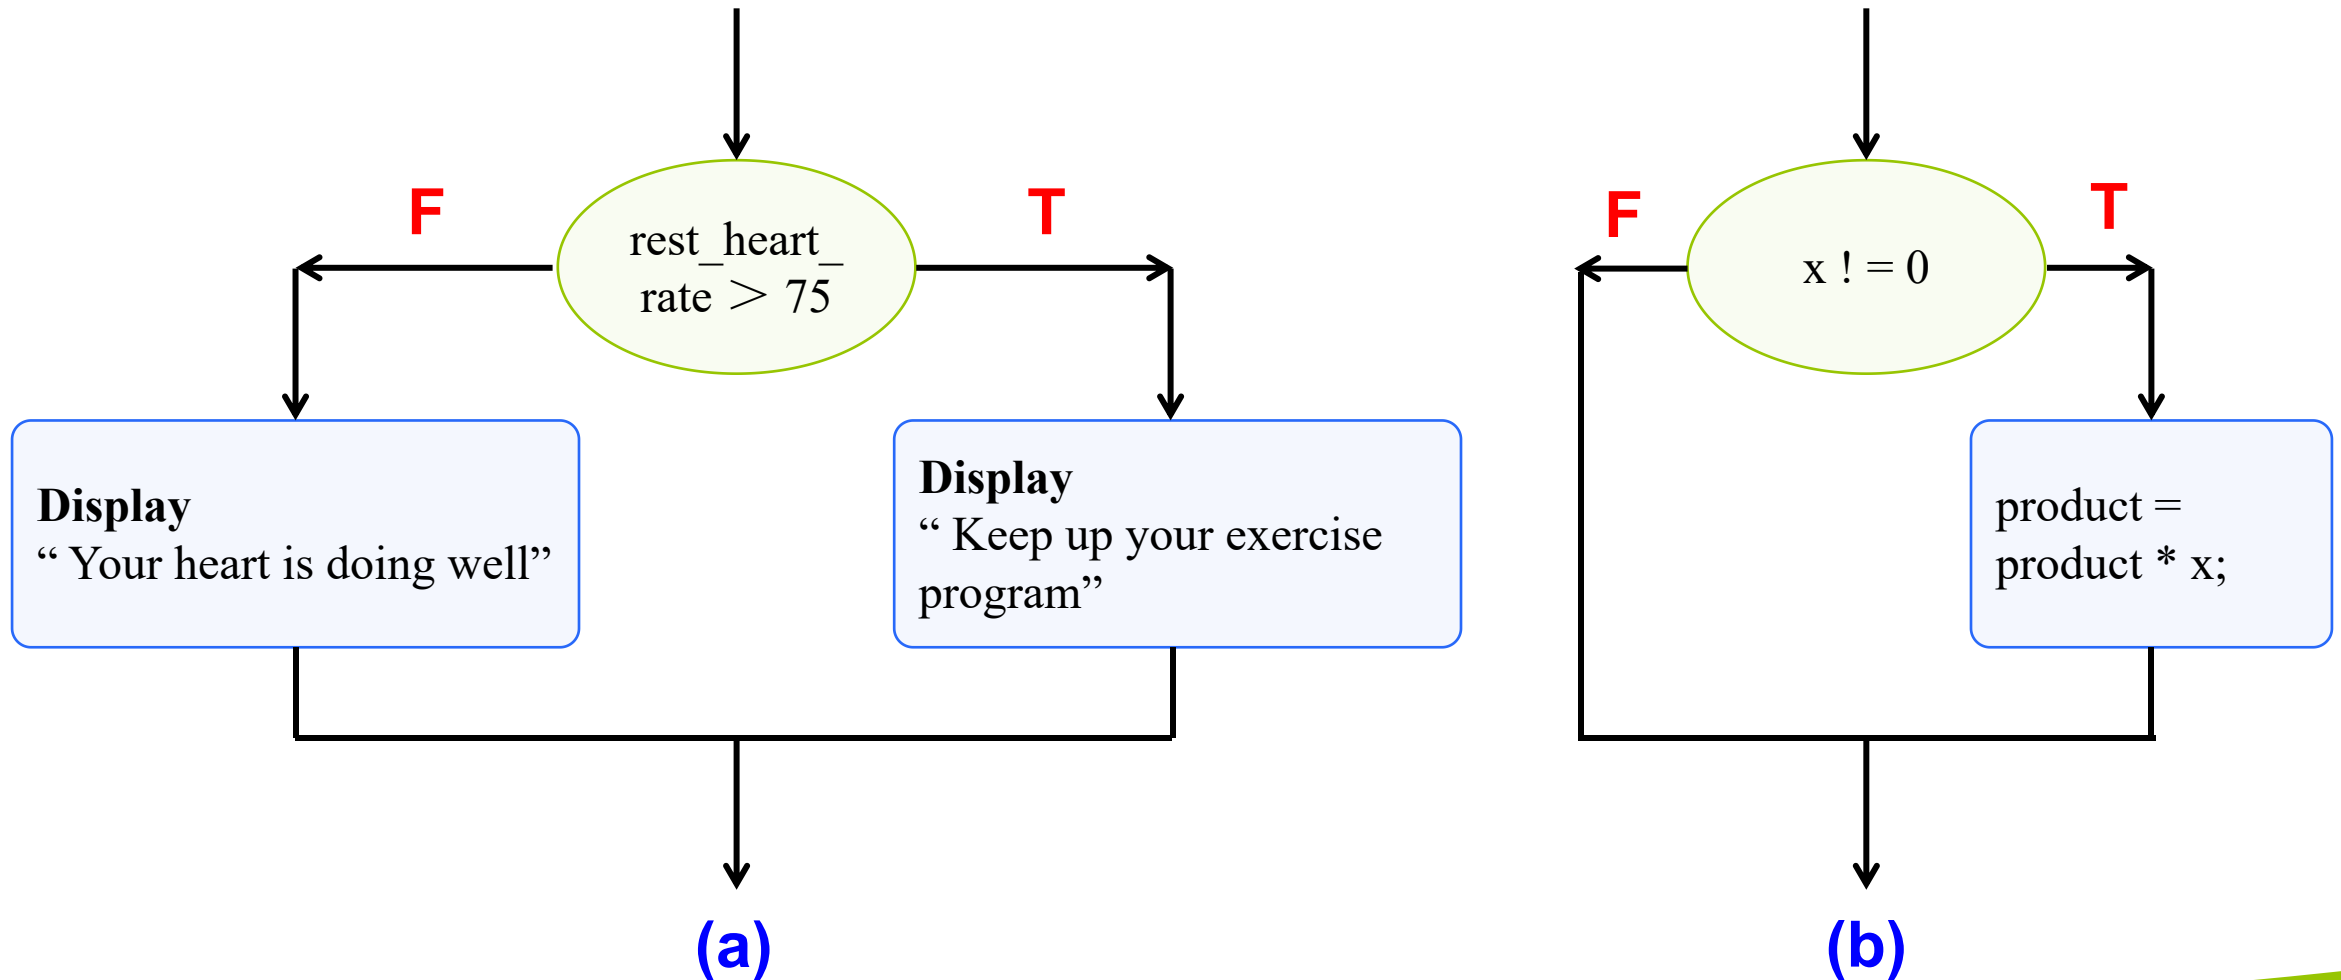 F
rest_heart_
rate > 75
T
Display
“ Your heart is doing well”
Display
“ Keep up your exercise
program”
(a)
F
x ! = 0
T
product =
product * x;
(b)